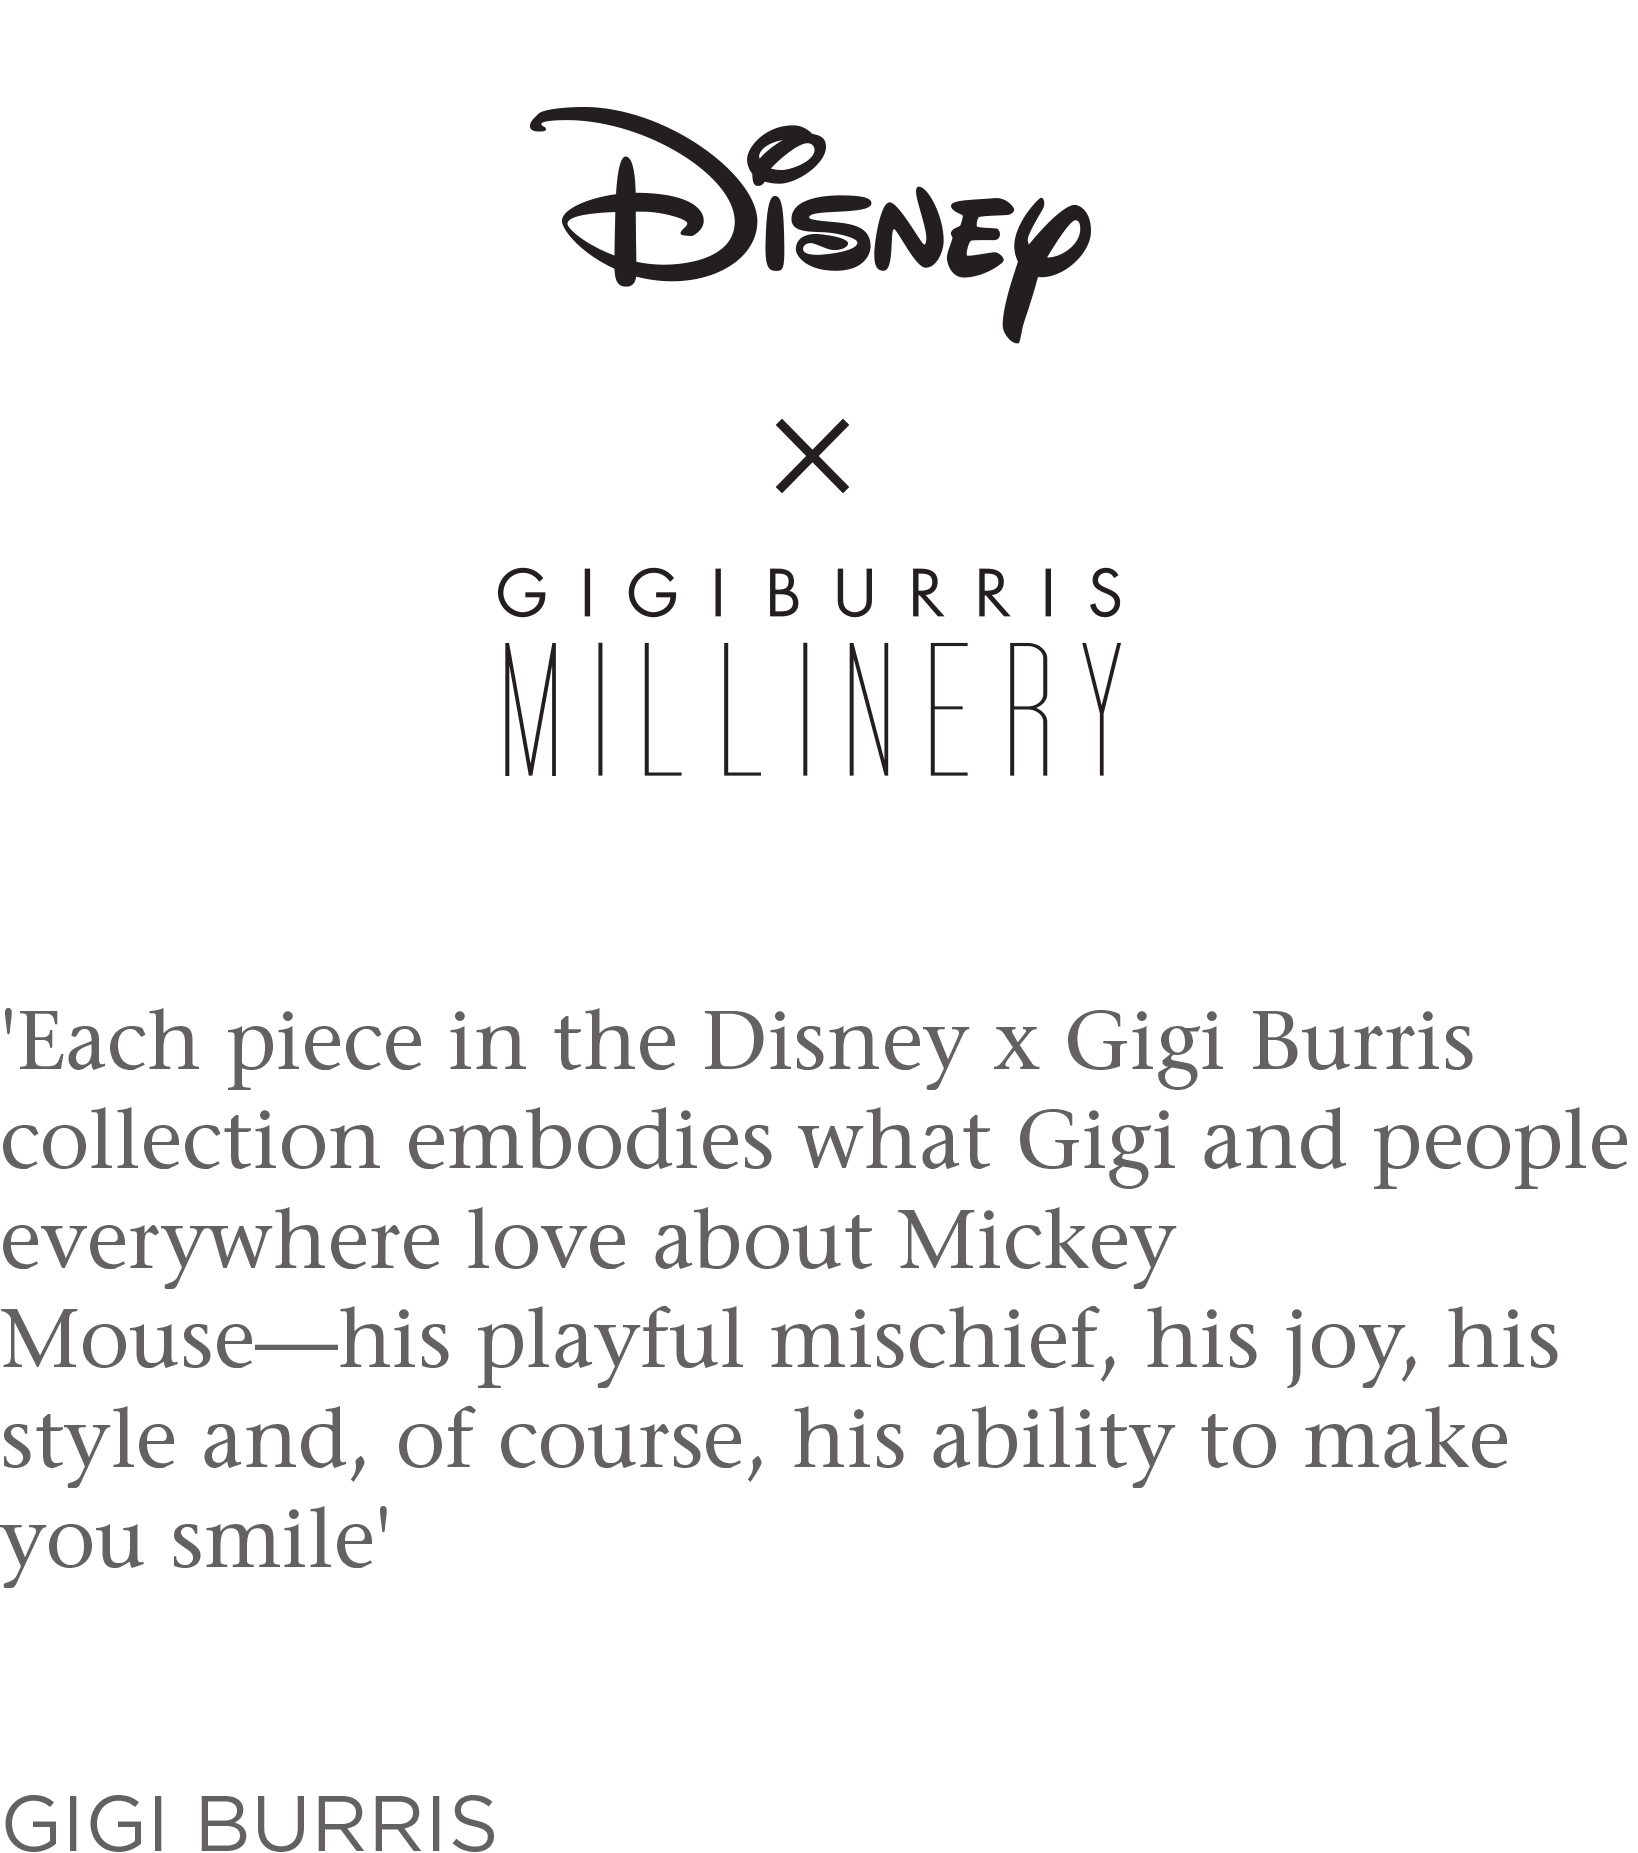 Disney
×
GIGIBURRIS
MILLINERY
'Each piece in the Disney x Gigi Burris
collection embodies what Gigi and people
everywhere love about Mickey
Mouse—his playful mischief, his joy, his
style and, of course, his ability to make
you smile'
GIGI BURRIS